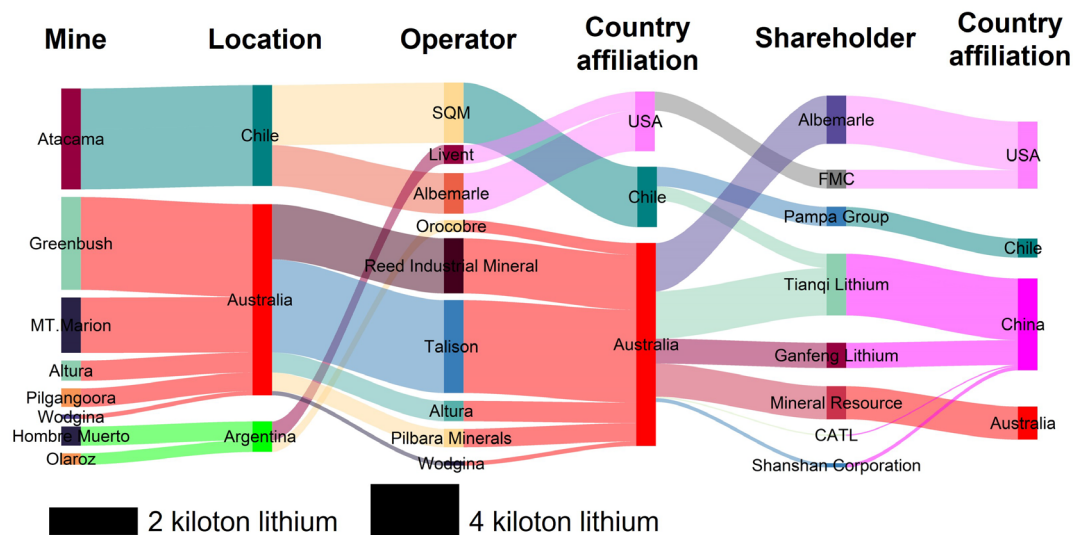 Mine
Location
Operator
Country
affiliation
Shareholder
Country
affiliation
Atacama
Greenbush
MT.Marion
Altura
Pilgangoora
Wodgina
Hombre Muerto
Olaroz
Chile
Australia
Argentina
SQM
Livent
Albemarle
Orocobre
Reed Industrial Mineral
Talison
Altura
Pilbara Minerals
Wodgina
USA
Chile
Australia
Albemarle
FMC
Pampa Group
Tianqi Lithium
Ganfeng Lithium
Mineral Resource
CATL
Shanshan Corporation
USA
Chile
China
Australia
2 kiloton lithium
4 kiloton lithium